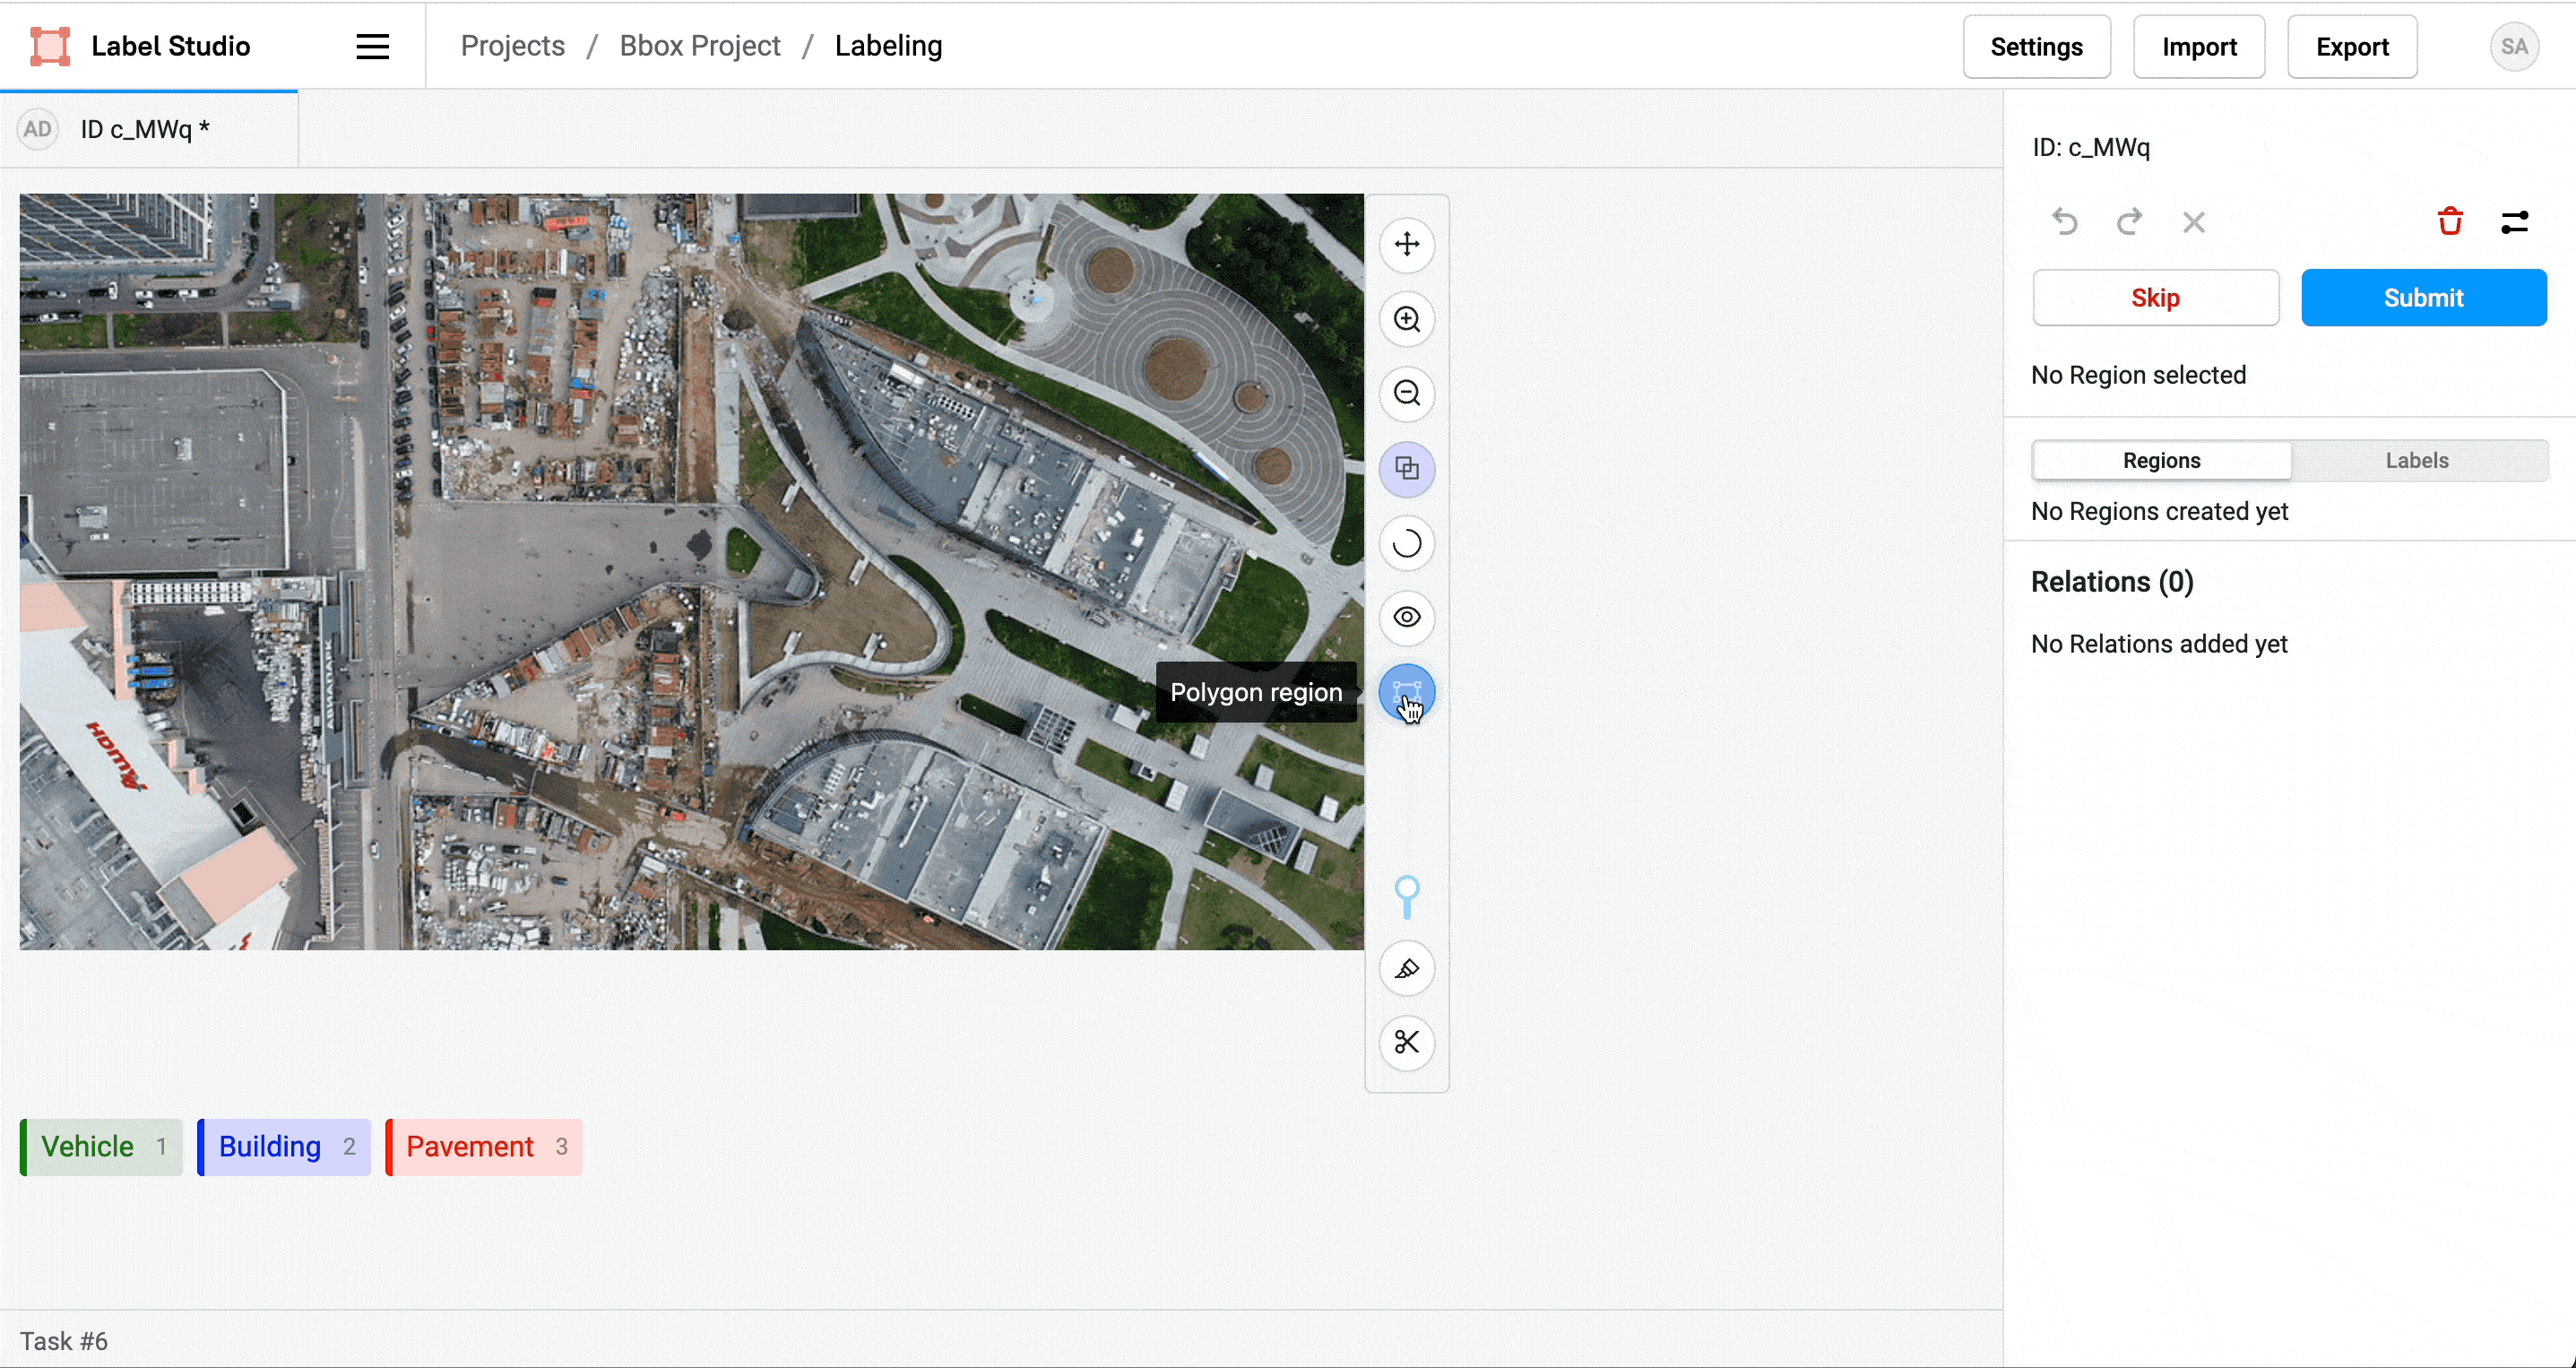 Label Studio
Projects / Bbox Project / Labeling
Settings
Import
Export
SA
AD
ID c_MWq *
ID: c_MWq
Skip
Submit
No Region selected
Regions
Labels
No Regions created yet
Relations (0)
No Relations added yet
Polygon region
АВИАПАРК
Vehicle 1
Building 2
Pavement 3
Task #6